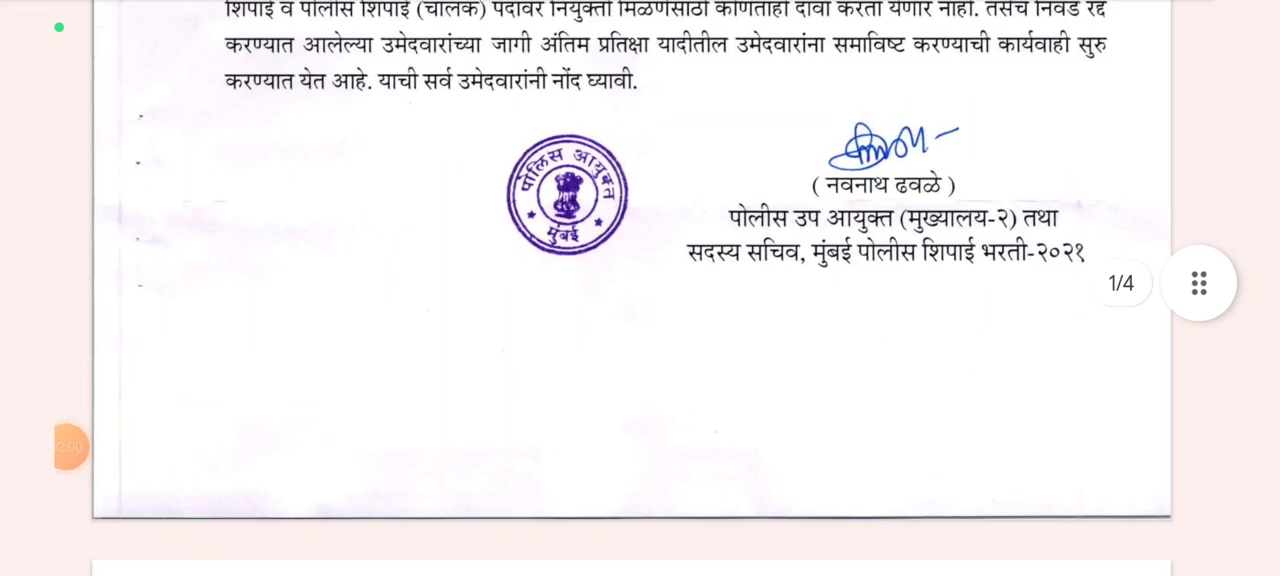 शिपाई व पोलीस शिपाई (चालक) पदावर नियुक्ती मिळणेसाठी कोणताही दावा करता येणार नाही. तसेच निवड रद्द
करण्यात आलेल्या उमेदवारांच्या जागी अंतिम प्रतिक्षा यादीतील उमेदवारांना समाविष्ट करण्याची कार्यवाही सुरु
करण्यात येत आहे. याची सर्व उमेदवारांनी नोंद घ्यावी.
पोलिस आयुक्त
मुंबई
( नवनाथ ढवळे )
पोलीस उप आयुक्त (मुख्यालय-२) तथा
सदस्य सचिव, मुंबई पोलीस शिपाई भरती-२०२१
1/4
02:00